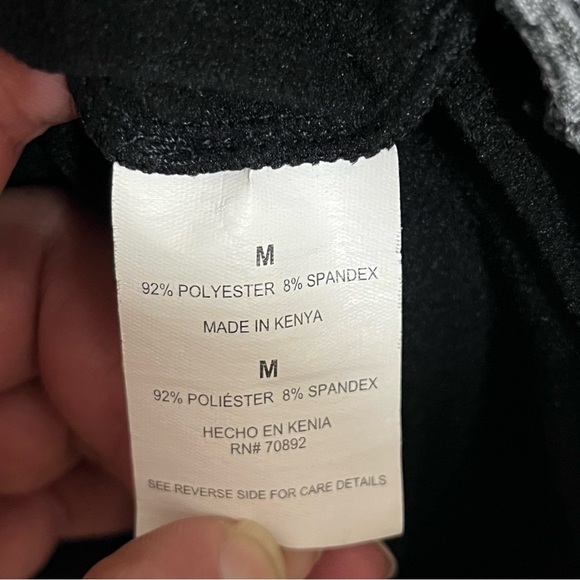 M
92% POLYESTER 8% SPANDEX
MADE IN KENYA
M
92% POLIÉSTER 8% SPANDEX
HECHO EN KENIA
RN# 70892
SEE REVERSE SIDE FOR CARE DETAILS